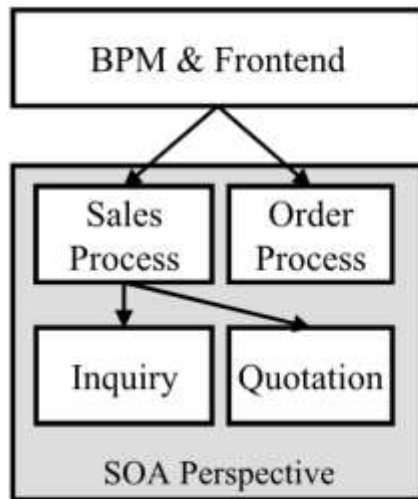 BPM & Frontend
Sales
Process
Order
Process
Inquiry
Quotation
SOA Perspective